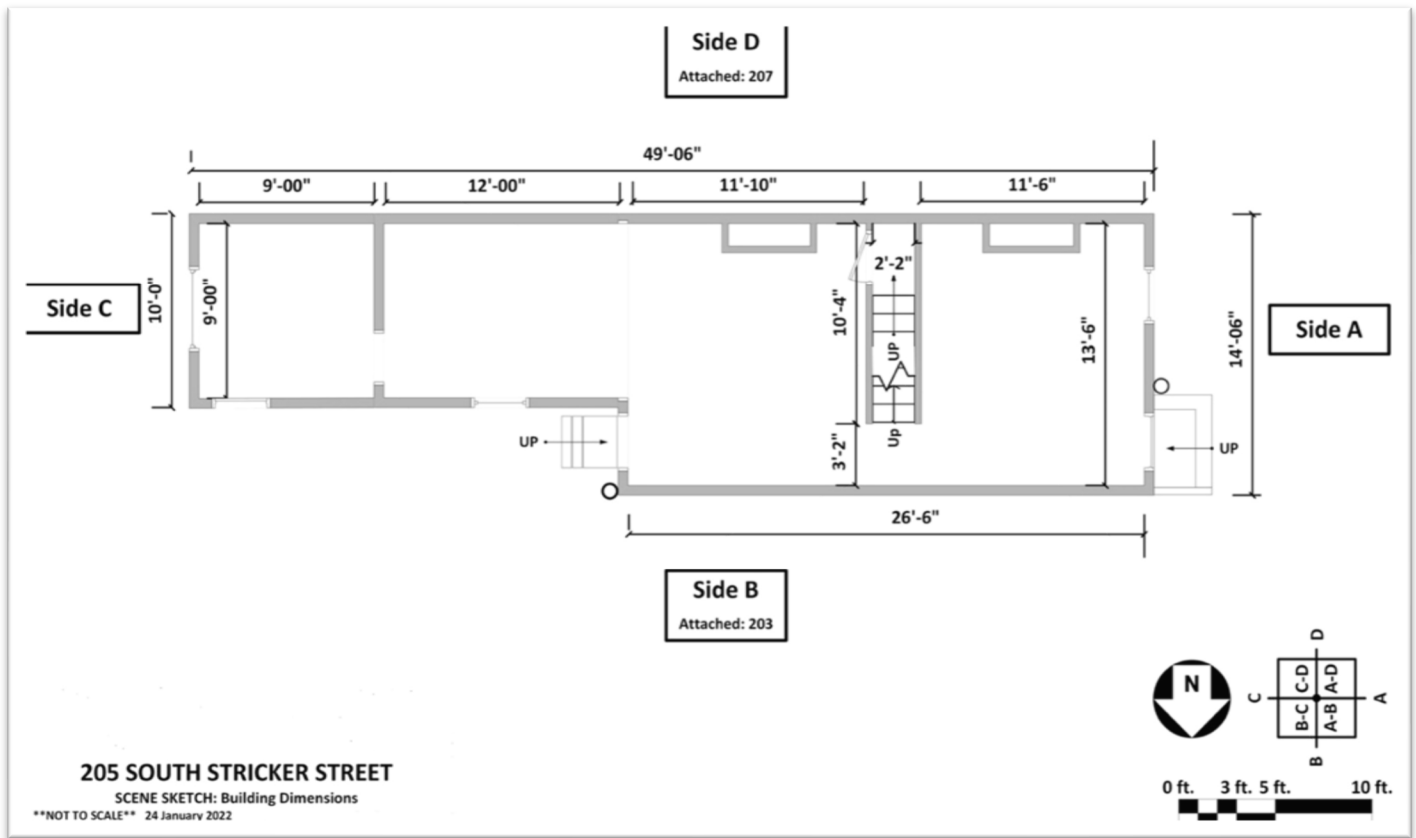 Side D
Attached: 207
49'-06"
9'-00"
12'-00"
11'-10"
11'-6"
2'-2"
Side C
10'-0"
9'-00"
10'-4"
UP
13'-6"
14'-06"
Side A
UP
Up
3'-2"
UP
26'-6"
Side B
Attached: 203
N
D
C
C-D
A-D
B-C
A-B
A
B
205 SOUTH STRICKER STREET
SCENE SKETCH: Building Dimensions
**NOT TO SCALE** 24 January 2022
0 ft. 3 ft. 5 ft. 10 ft.